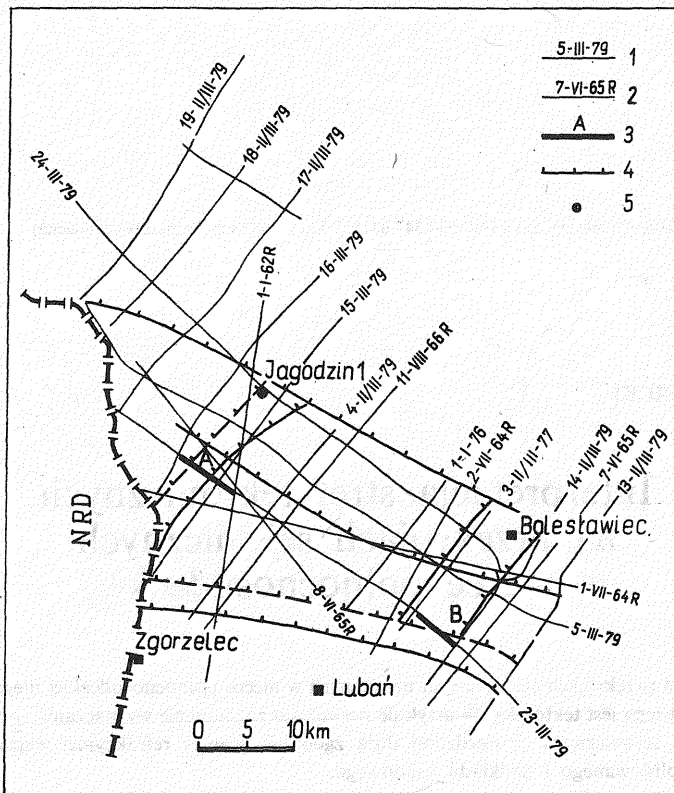 5-III-79 1
7-VI-65R 2
A 3
4
5
19-II/III-79
18-II/III-79
17-II/III-79
24-III-79
1-I-62R
16-III-79
15-III-79
Jagodzin1
4-II/III-79
11-VIII-66R
1-I-76
2-VII-64R
3-II/III-77
14-II/III-79
7-VI-65R
13-II/III-79
A
NRD
Bolesławiec
1-VII-64R
B
8-VI-65R
5-III-79
Zgorzelec
Lubań
23-III-79
0 5 10km